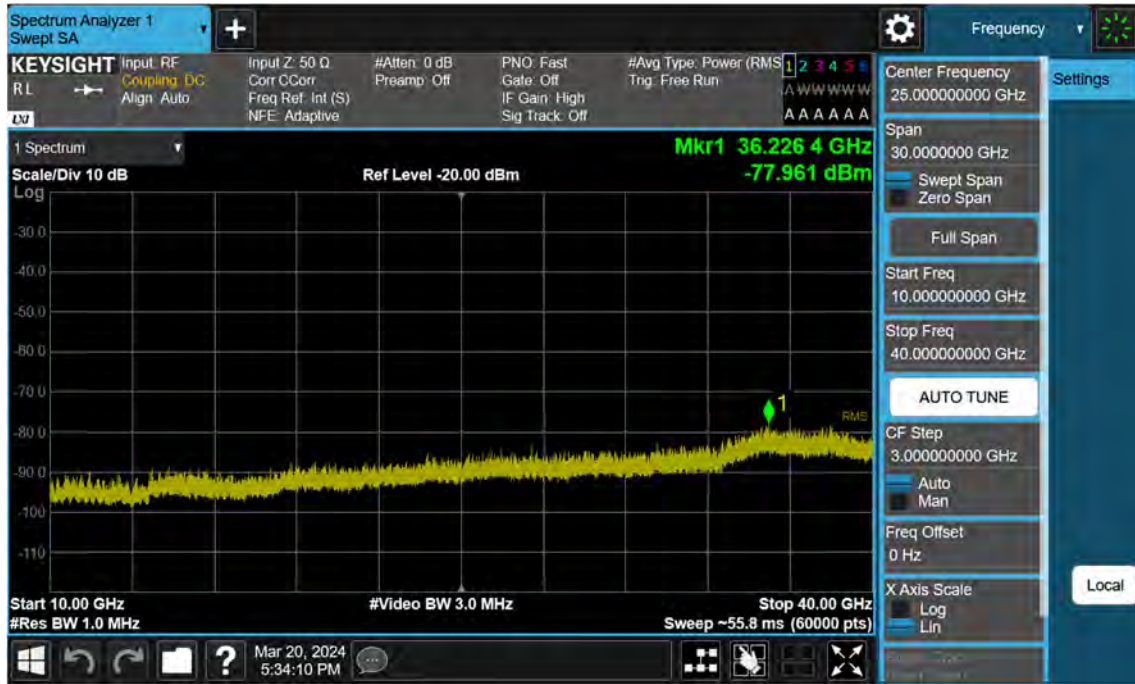 Spectrum Analyzer 1
Swept SA
Frequency
KEYSIGHT
R L
LXI
Input: RF
Coupling: DC
Align: Auto
Input Z: 50 Ω
Corr CCorr
Freq Ref: Int (S)
NFE: Adaptive
#Atten: 0 dB
Preamp: Off
PNO: Fast
Gate: Off
IF Gain: High
Sig Track: Off
#Avg Type: Power (RMS
Trig: Free Run
1 2 3 4 5 6
A W W W W W
A A A A A A
1 Spectrum
Scale/Div 10 dB
Ref Level -20.00 dBm
Mkr1 36.226 4 GHz
-77.961 dBm
Log
-30.0
-40.0
-50.0
-60.0
-70.0
-80.0
-90.0
-100
-110
1
RMS
Start 10.00 GHz
#Video BW 3.0 MHz
Stop 40.00 GHz
#Res BW 1.0 MHz
Sweep ~55.8 ms (60000 pts)
Mar 20, 2024
5:34:10 PM
?
Center Frequency
25.000000000 GHz
Span
30.0000000 GHz
Swept Span
Zero Span
Full Span
Start Freq
10.000000000 GHz
Stop Freq
40.000000000 GHz
AUTO TUNE
CF Step
3.000000000 GHz
Auto
Man
Freq Offset
0 Hz
X Axis Scale
Log
Lin
Settings
Local